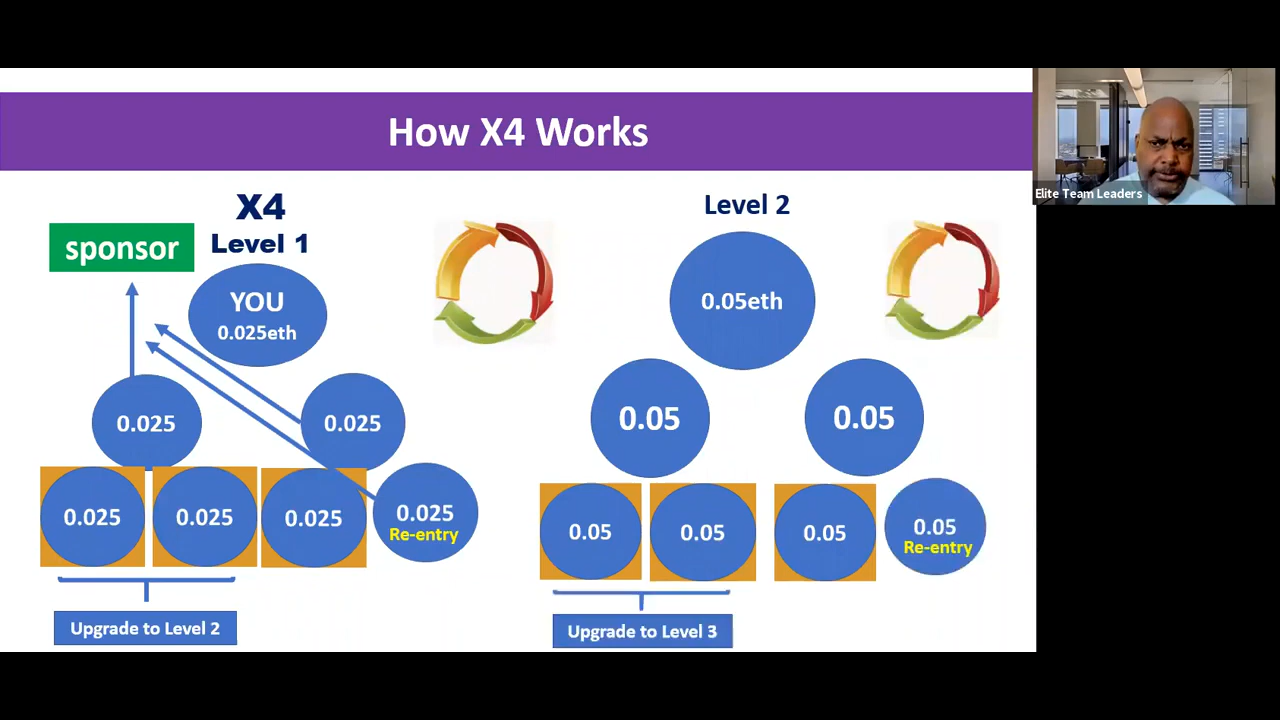 How X4 Works
X4
Level 1
sponsor
YOU
0.025eth
0.025
0.025
0.025
0.025
0.025
0.025
Re-entry
Upgrade to Level 2
Level 2
0.05eth
0.05
0.05
0.05
0.05
0.05
0.05
Re-entry
Upgrade to Level 3
Elite Team Leaders